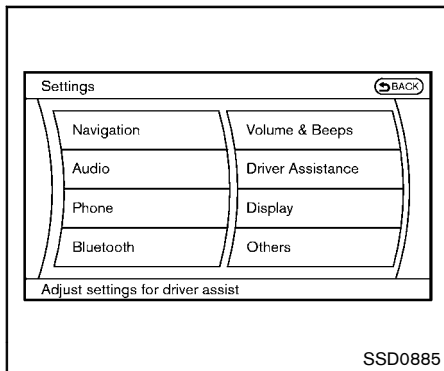 Settings
BACK
Navigation
Volume & Beeps
Audio
Driver Assistance
Phone
Display
Bluetooth
Others
Adjust settings for driver assist
SSD0885